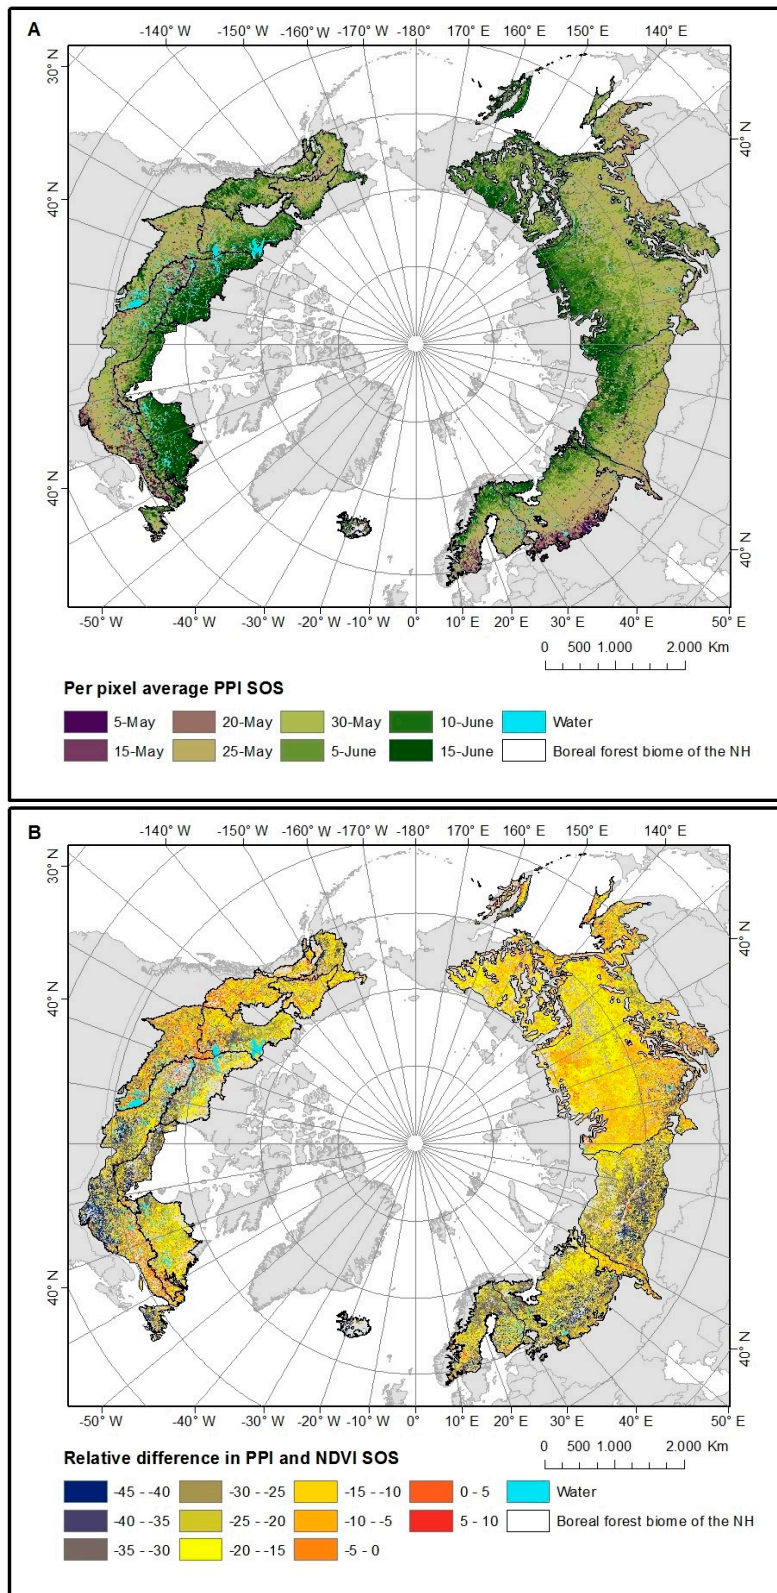 A
-140° W -150° W -160° W -170° W -180° 170° E 160° E 150° E 140° E
30° N
40° N
40° N
40° N
40° N
-50° W -40° W -30° W -20° W -10° W 0° 10° E 20° E 30° E 40° E 50° E
0 500 1.000 2.000 Km
Per pixel average PPI SOS
5-May 20-May 30-May 10-June Water
15-May 25-May 5-June 15-June Boreal forest biome of the NH
B
-140° W -150° W -160° W -170° W -180° 170° E 160° E 150° E 140° E
30° N
40° N
40° N
40° N
40° N
-50° W -40° W -30° W -20° W -10° W 0° 10° E 20° E 30° E 40° E 50° E
0 500 1.000 2.000 Km
Relative difference in PPI and NDVI SOS
-45 - -40 -30 - -25 -15 - -10 0 - 5 Water
-40 - -35 -25 - -20 -10 - -5 5 - 10 Boreal forest biome of the NH
-35 - -30 -20 - -15 -5 - 0